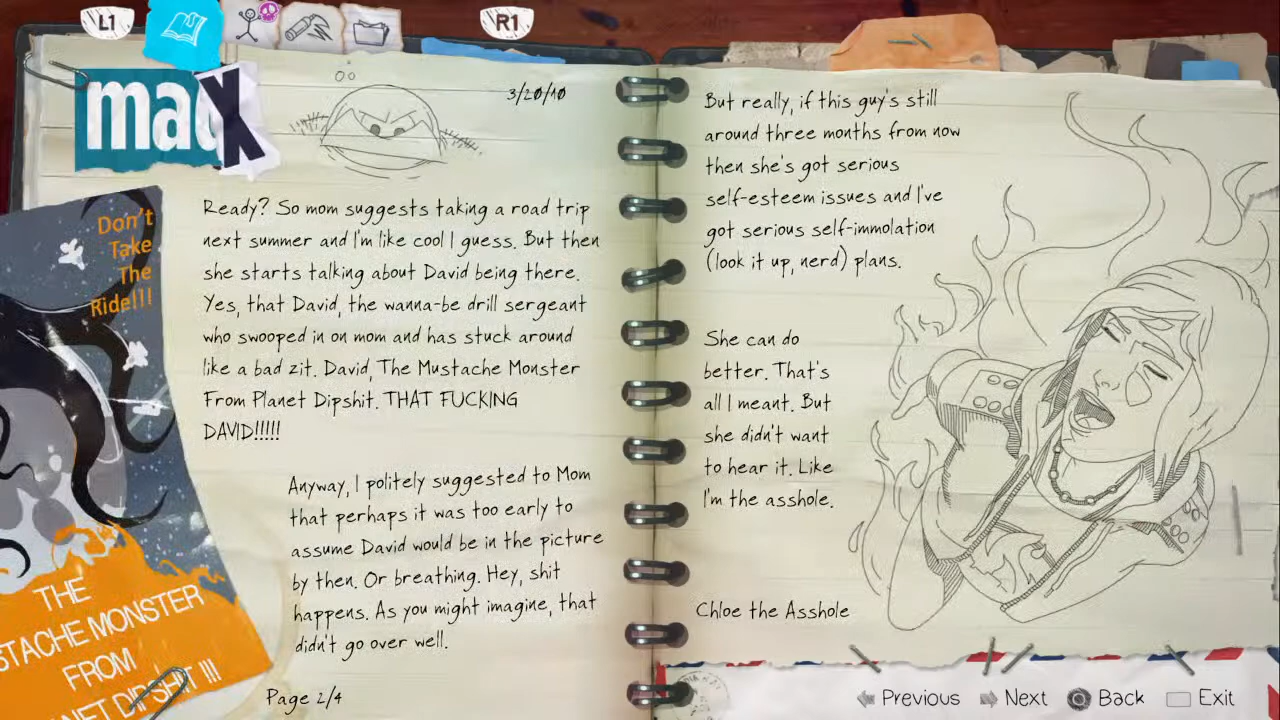 L1
R1
max
3/20/10
Don't
Take
The
Ride!!!
Ready? So mom suggests taking a road trip
next summer and I'm like cool I guess. But then
she starts talking about David being there.
Yes, that David, the wanna-be drill sergeant
who swooped in on mom and has stuck around
like a bad zit. David, The Mustache Monster
From Planet Dipshit. THAT FUCKING
DAVID!!!!!
Anyway, I politely suggested to Mom
that perhaps it was too early to
assume David would be in the picture
by then. Or breathing. Hey, shit
happens. As you might imagine, that
didn't go over well.
THE
STACHE MONSTER
FROM
NET DIPSHIT !!!
Page 2/4
But really, if this guy's still
around three months from now
then she's got serious
self-esteem issues and I've
got serious self-immolation
(look it up, nerd) plans.
She can do
better. That's
all I meant. But
she didn't want
to hear it. Like
I'm the asshole.
Chloe the Asshole
Previous Next Back Exit